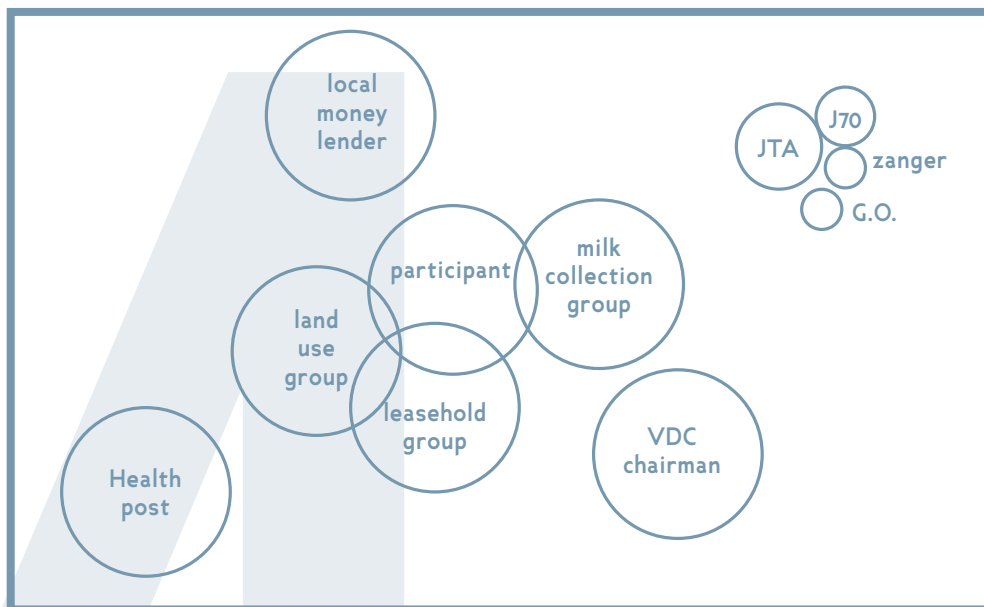 local
money
lender
J70
JTA
zanger
G.O.
participant
milk
collection
group
land
use
group
leasehold
group
VDC
chairman
Health
post